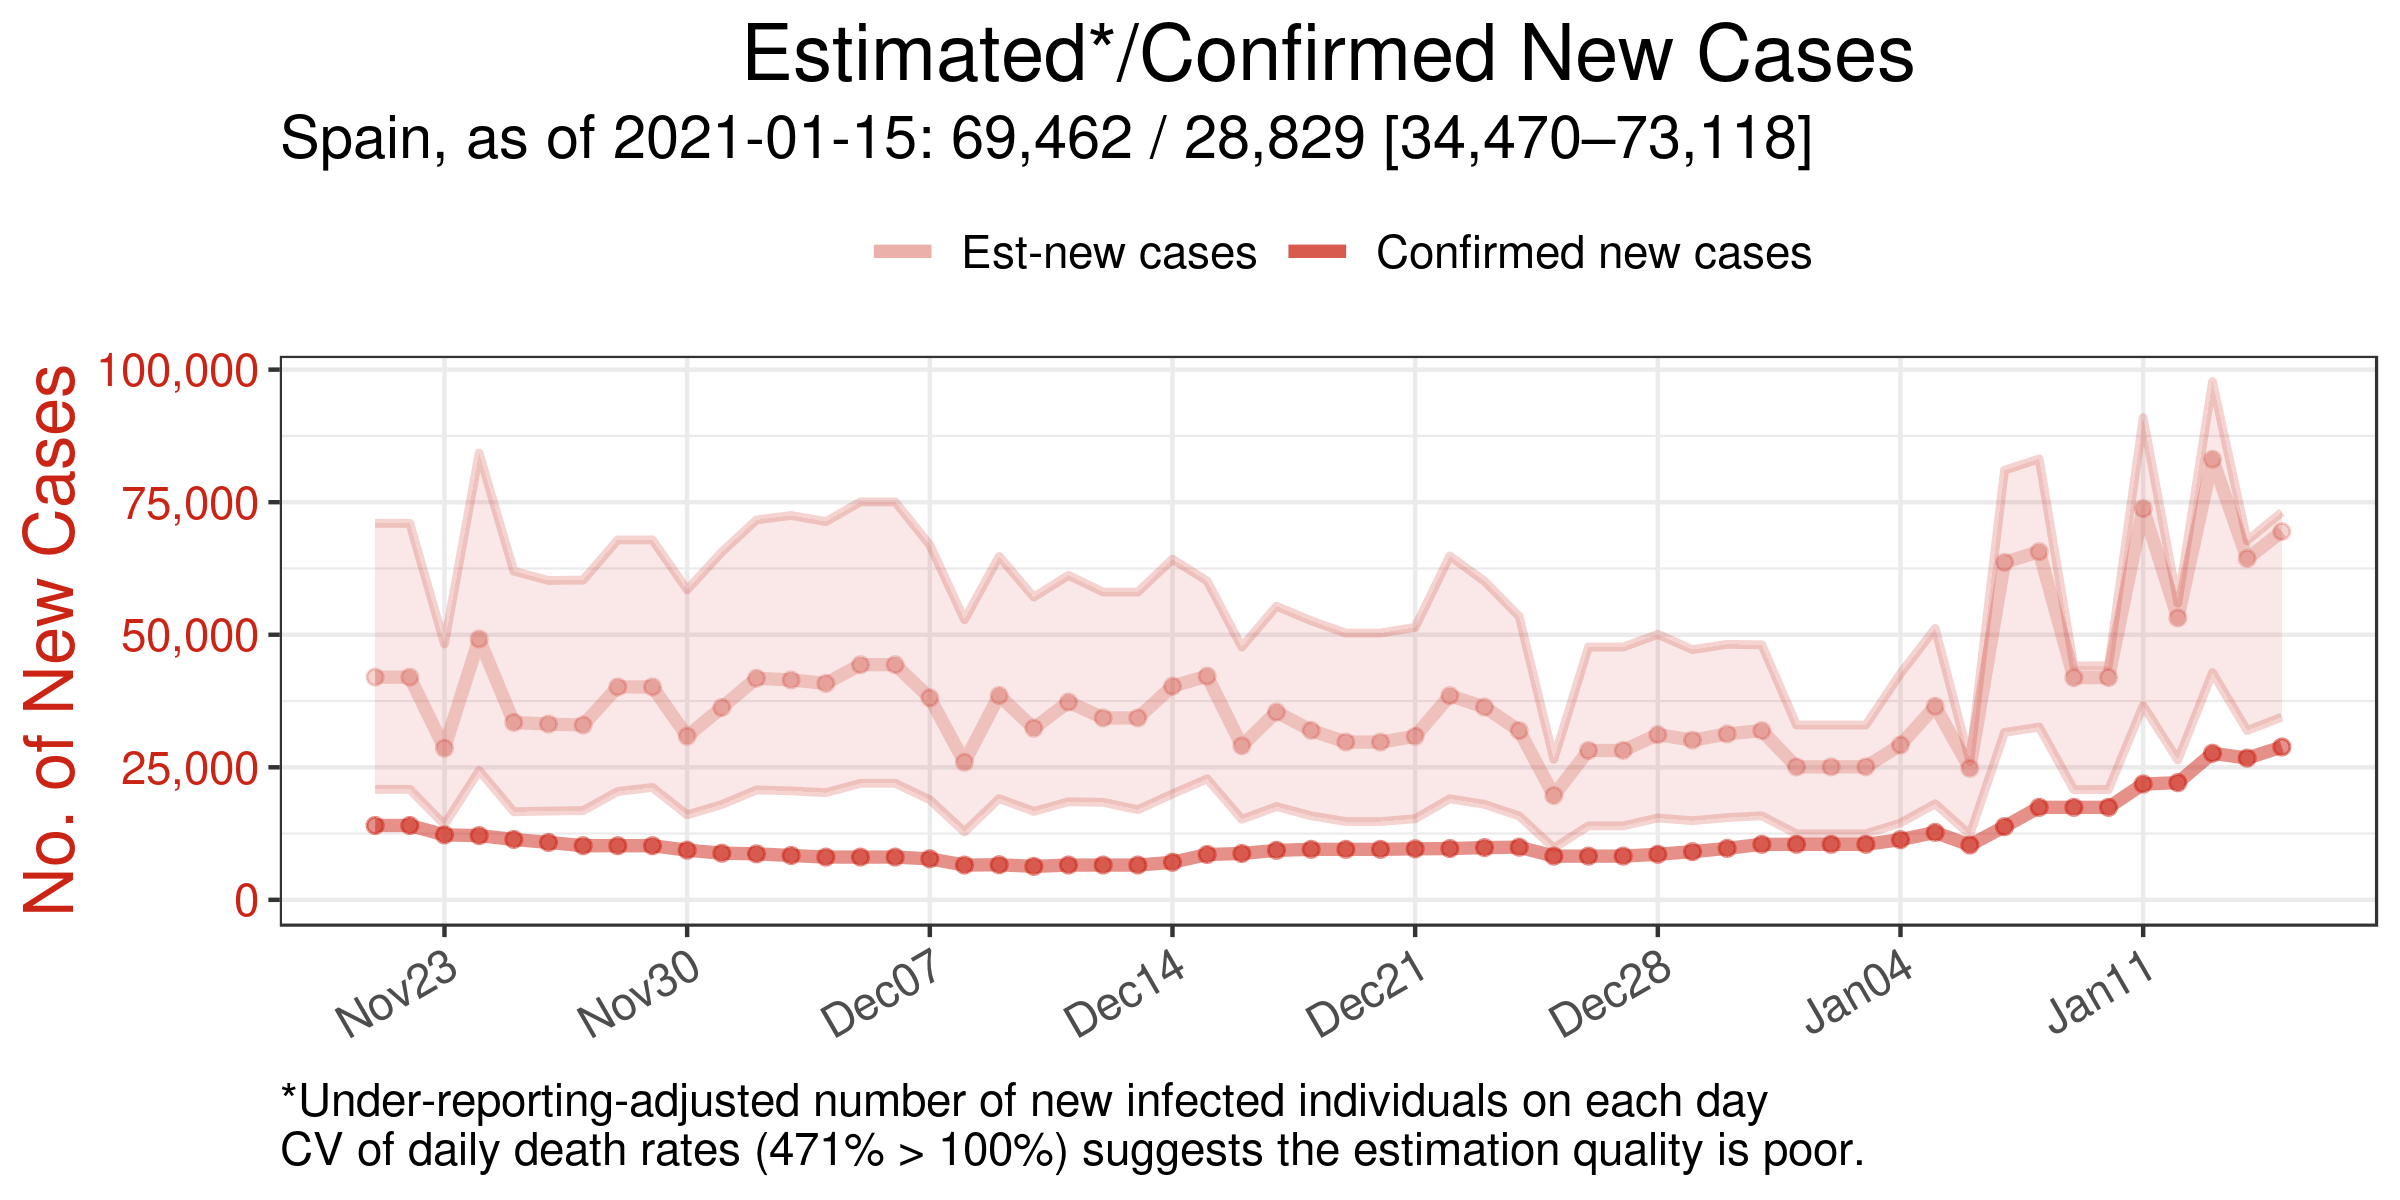 Estimated*/Confirmed New Cases
Spain, as of 2021-01-15: 69,462 / 28,829 [34,470–73,118]
Est-new cases
Confirmed new cases
No. of New Cases
100,000
75,000
50,000
25,000
0
Nov23
Nov30
Dec07
Dec14
Dec21
Dec28
Jan04
Jan11
*Under-reporting-adjusted number of new infected individuals on each day
CV of daily death rates (471% > 100%) suggests the estimation quality is poor.